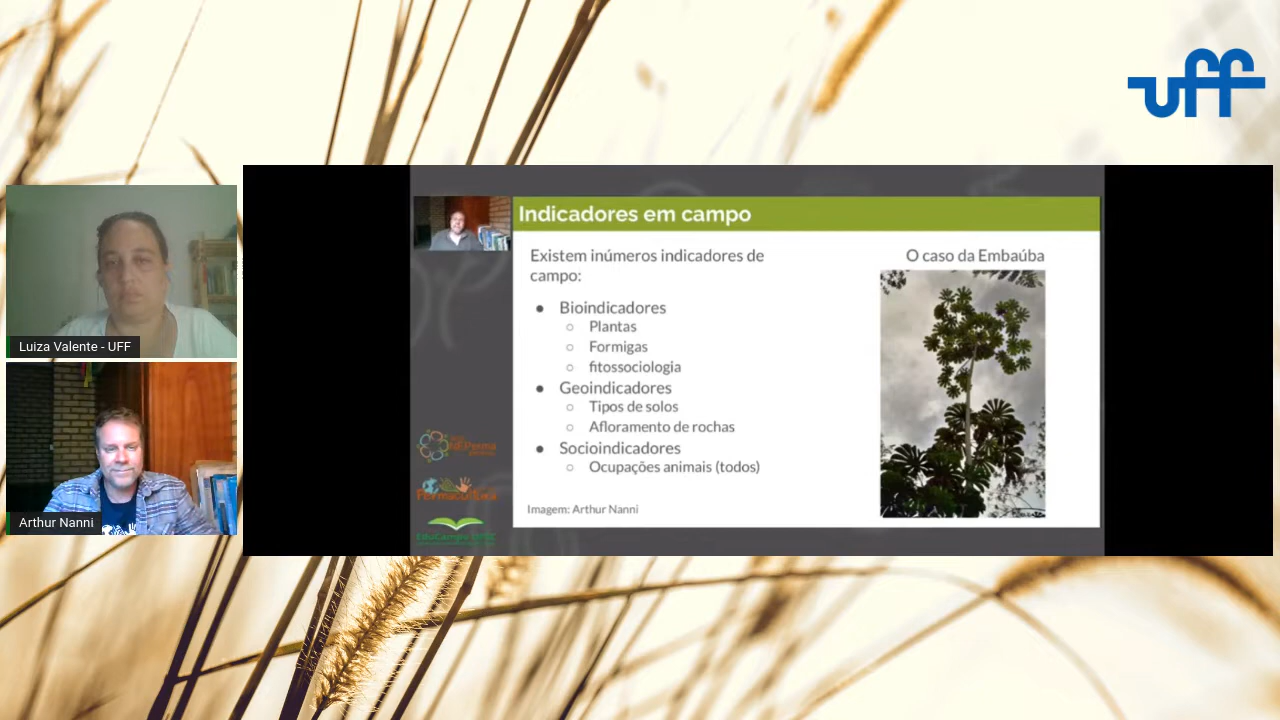 uff
Luiza Valente - UFF
Arthur Nanni
Indicadores em campo
Existem inúmeros indicadores de
campo:
● Bioindicadores
○ Plantas
○ Formigas
○ fitossociologia
● Geoindicadores
○ Tipos de solos
○ Afloramento de rochas
● Socioindicadores
○ Ocupações animais (todos)
Imagem: Arthur Nanni
O caso da Embaúba
Permacultura